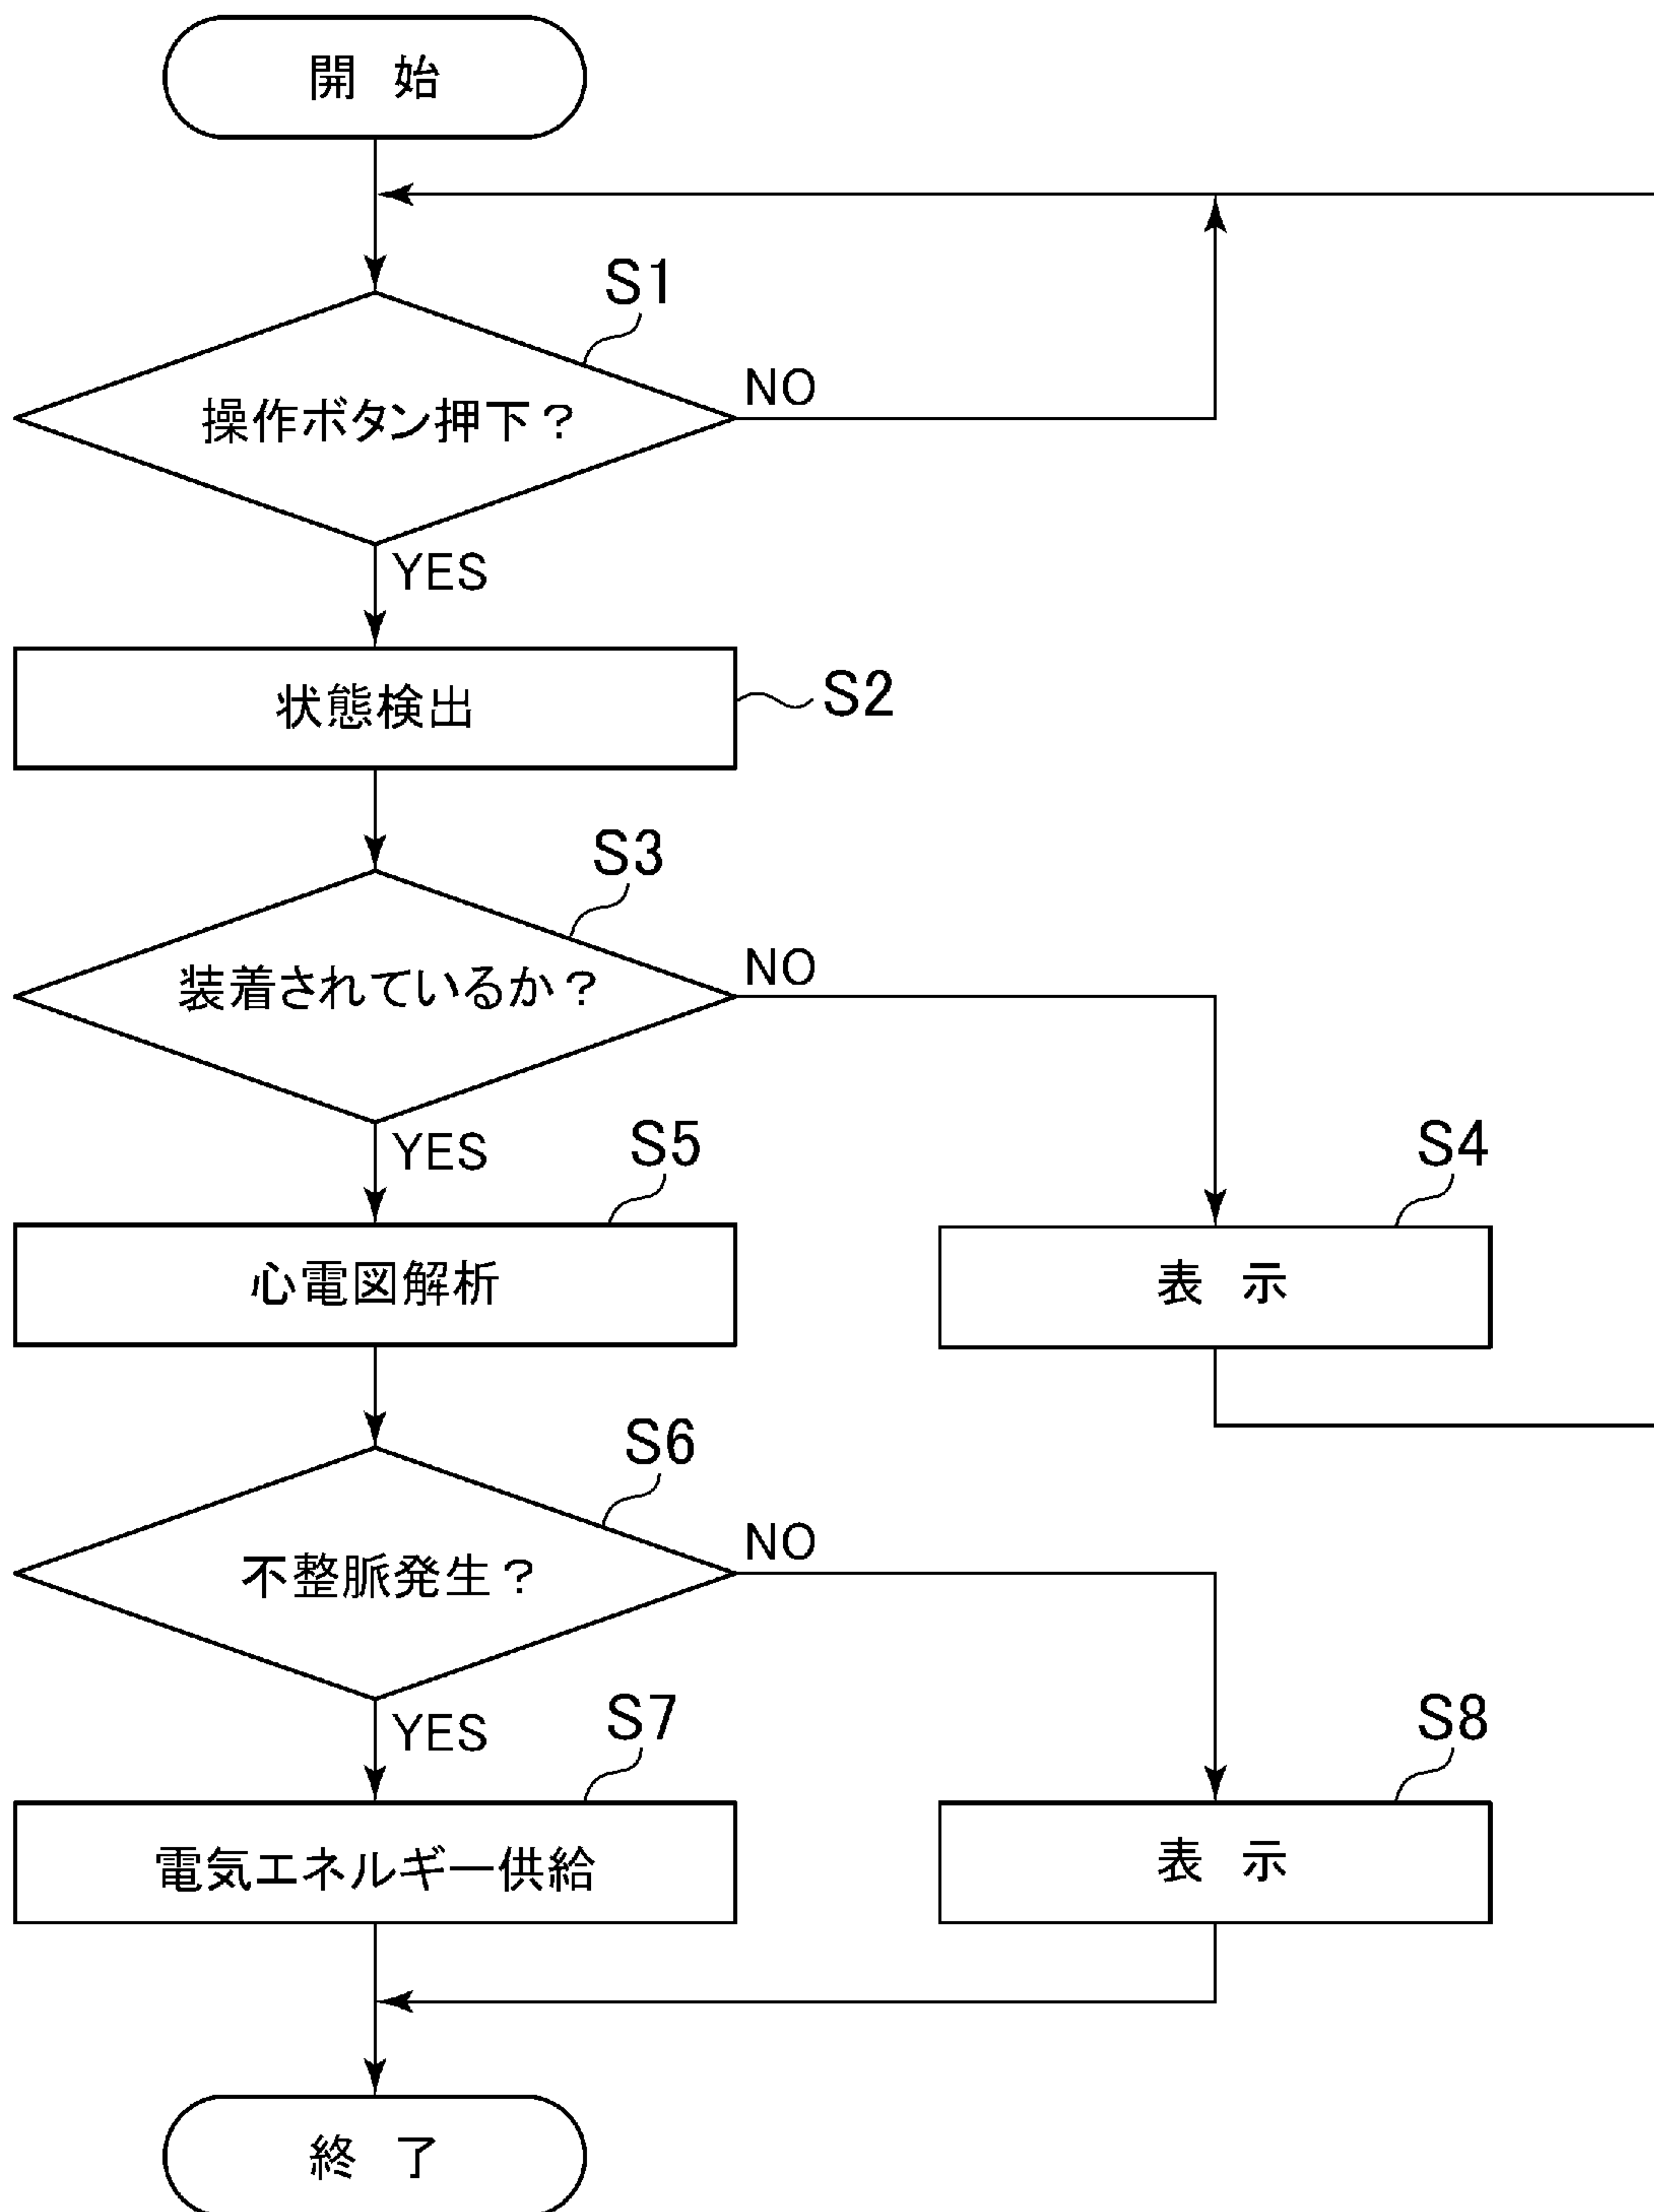 開 始
S1
操作ボタン押下?
NO
YES
状態検出
S2
S3
装着されているか?
NO
YES
S5
S4
心電図解析
表 示
S6
不整脈発生?
NO
YES
S7
S8
電気エネルギー供給
表 示
終 了